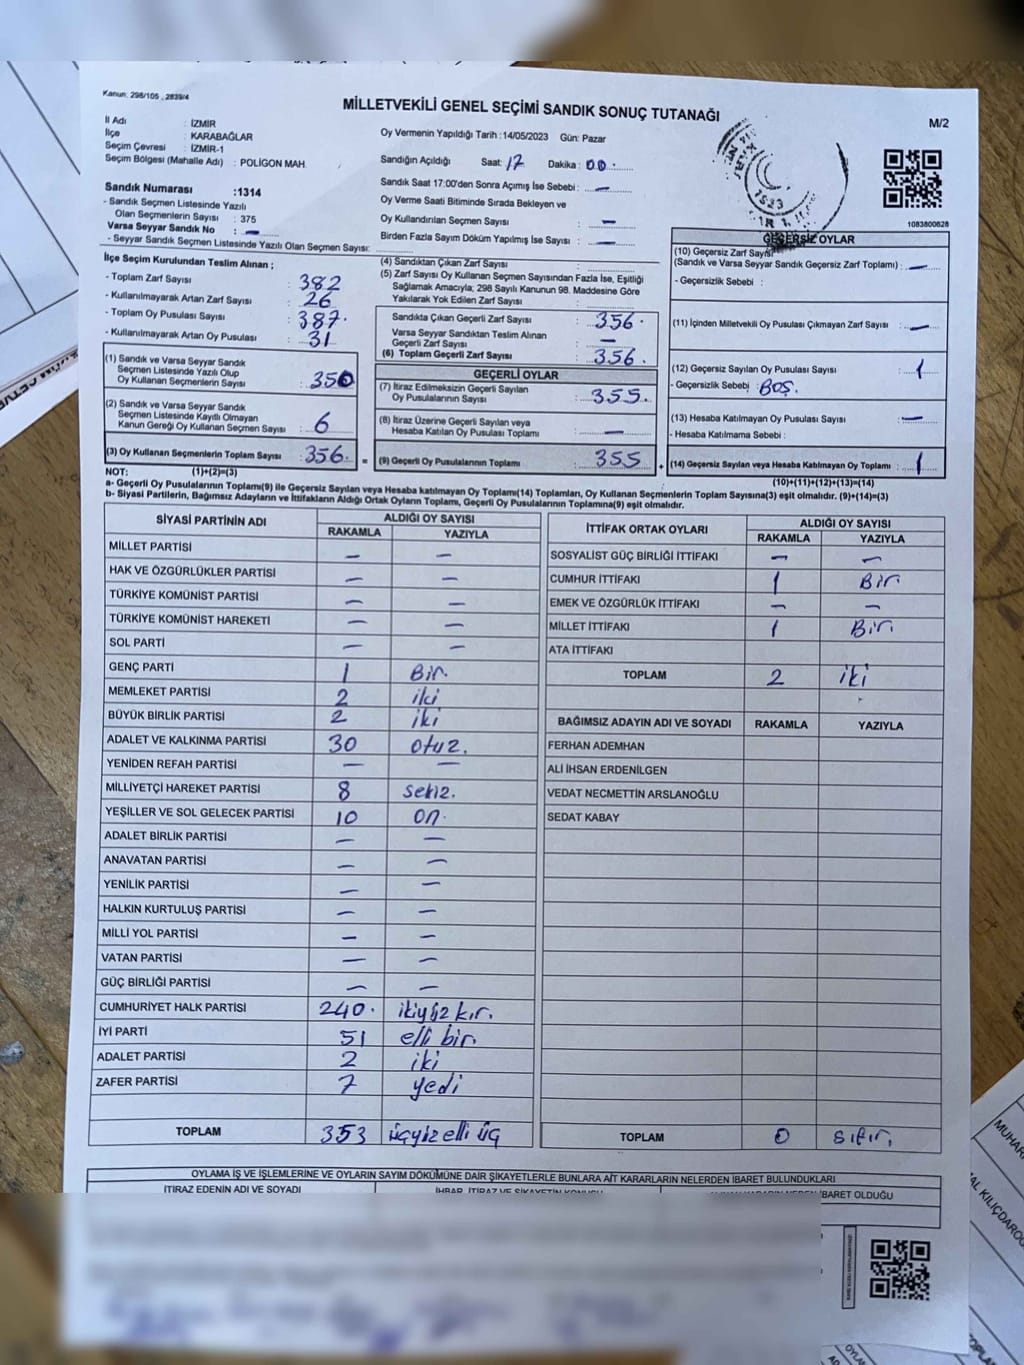 Kanun: 298/105 , 2839/4
MİLLETVEKİLİ GENEL SEÇİMİ SANDIK SONUÇ TUTANAĞI
M/2
İl Adı : İZMİR
İlçe : KARABAĞLAR
Seçim Çevresi : İZMİR-1
Seçim Bölgesi (Mahalle Adı) : POLİGON MAH.
Sandık Numarası :1314
- Sandık Seçmen Listesinde Yazılı
Olan Seçmenlerin Sayısı : 375
Varsa Seyyar Sandık No : —
- Seyyar Sandık Seçmen Listesinde Yazılı Olan Seçmen Sayısı:
Oy Vermenin Yapıldığı Tarih :14/05/2023 Gün: Pazar
Sandığın Açıldığı Saat: 17 Dakika : 00
Sandık Saat 17:00'den Sonra Açımış İse Sebebi : —
Oy Verme Saati Bitiminde Sırada Bekleyen ve
Oy Kullandırılan Seçmen Sayısı : —
Birden Fazla Sayım Döküm Yapılmış İse Sayısı : —
1083800628
İlçe Seçim Kurulundan Teslim Alınan ;
- Toplam Zarf Sayısı : 382
- Kullanılmayarak Artan Zarf Sayısı : 26
- Toplam Oy Pusulası Sayısı : 387.
- Kullanılmayarak Artan Oy Pusulası : 31
(1) Sandık ve Varsa Seyyar Sandık
Seçmen Listesinde Yazılı Olup
Oy Kullanan Seçmenlerin Sayısı : 350
(2) Sandık ve Varsa Seyyar Sandık
Seçmen Listesinde Kayıtlı Olmayan
Kanun Gereği Oy Kullanan Seçmen Sayısı : 6
(3) Oy Kullanan Seçmenlerin Toplam Sayısı : 356.
(4) Sandıktan Çıkan Zarf Sayısı :
(5) Zarf Sayısı Oy Kullanan Seçmen Sayısından Fazla İse, Eşitliği
Sağlamak Amacıyla; 298 Sayılı Kanunun 98. Maddesine Göre
Yakılarak Yok Edilen Zarf Sayısı :
Sandıkta Çıkan Geçerli Zarf Sayısı : 356.
Varsa Seyyar Sandıktan Teslim Alınan
Geçerli Zarf Sayısı : —
(6) Toplam Geçerli Zarf Sayısı : 356.
GEÇERLİ OYLAR
(7) İtiraz Edilmeksizin Geçerli Sayılan
Oy Pusulalarının Sayısı : 355.
(8) İtiraz Üzerine Geçerli Sayılan veya
Hesaba Katılan Oy Pusulası Toplamı : —
= (9) Geçerli Oy Pusulalarının Toplamı : 355 +
GEÇERSİZ OYLAR
(10) Geçersiz Zarf Sayısı
(Sandık ve Varsa Seyyar Sandık Geçersiz Zarf Toplamı) : —
- Geçersizlik Sebebi :
(11) İçinden Milletvekili Oy Pusulası Çıkmayan Zarf Sayısı : —
(12) Geçersiz Sayılan Oy Pusulası Sayısı : 1
- Geçersizlik Sebebi : BOŞ.
(13) Hesaba Katılmayan Oy Pusulası Sayısı : —
- Hesaba Katılmama Sebebi :
(14) Geçersiz Sayılan veya Hesaba Katılmayan Oy Toplamı : 1
NOT: (1)+(2)=(3) (10)+(11)+(12)+(13)=(14)
a- Geçerli Oy Pusulalarının Toplamı(9) ile Geçersiz Sayılan veya Hesaba katılmayan Oy Toplamı(14) Toplamları, Oy Kullanan Seçmenlerin Toplam Sayısına(3) eşit olmalıdır. (9)+(14)=(3)
b- Siyasi Partilerin, Bağımsız Adayların ve İttifakların Aldığı Ortak Oyların Toplamı, Geçerli Oy Pusulalarının Toplamına(9) eşit olmalıdır.
SİYASİ PARTİNİN ADI ALDIĞI OY SAYISI
RAKAMLA YAZIYLA
MİLLET PARTİSİ — —
HAK VE ÖZGÜRLÜKLER PARTİSİ — —
TÜRKİYE KOMÜNİST PARTİSİ — —
TÜRKİYE KOMÜNİST HAREKETİ — —
SOL PARTİ — —
GENÇ PARTİ 1 Bir.
MEMLEKET PARTİSİ 2 iki
BÜYÜK BİRLİK PARTİSİ 2 iki
ADALET VE KALKINMA PARTİSİ 30 otuz.
YENİDEN REFAH PARTİSİ — —
MİLLİYETÇİ HAREKET PARTİSİ 8 sekiz.
YEŞİLLER VE SOL GELECEK PARTİSİ 10 on.
ADALET BİRLİK PARTİSİ — —
ANAVATAN PARTİSİ — —
YENİLİK PARTİSİ — —
HALKIN KURTULUŞ PARTİSİ — —
MİLLİ YOL PARTİSİ — —
VATAN PARTİSİ — —
GÜÇ BİRLİĞİ PARTİSİ — —
CUMHURİYET HALK PARTİSİ 240. ikiyüz kır.
İYİ PARTİ 51 elli bir.
ADALET PARTİSİ 2 iki
ZAFER PARTİSİ 7 yedi
TOPLAM 353 üçyüz elli üç
İTTİFAK ORTAK OYLARI ALDIĞI OY SAYISI
RAKAMLA YAZIYLA
SOSYALİST GÜÇ BİRLİĞİ İTTİFAKI — —
CUMHUR İTTİFAKI 1 Bir.
EMEK VE ÖZGÜRLÜK İTTİFAKI — —
MİLLET İTTİFAKI 1 Bir.
ATA İTTİFAKI
TOPLAM 2 iki
BAĞIMSIZ ADAYIN ADI VE SOYADI RAKAMLA YAZIYLA
FERHAN ADEMHAN
ALİ İHSAN ERDENİLGEN
VEDAT NECMETTİN ARSLANOĞLU
SEDAT KABAY
TOPLAM 0 sıfır.
OYLAMA İŞ VE İŞLEMLERİNE VE OYLARIN SAYIM DÖKÜMÜNE DAİR ŞİKAYETLERLE BUNLARA AİT KARARLARIN NELERDEN İBARET BULUNDUKLARI
İTİRAZ EDENİN ADI VE SOYADI
İBARET OLDUĞU